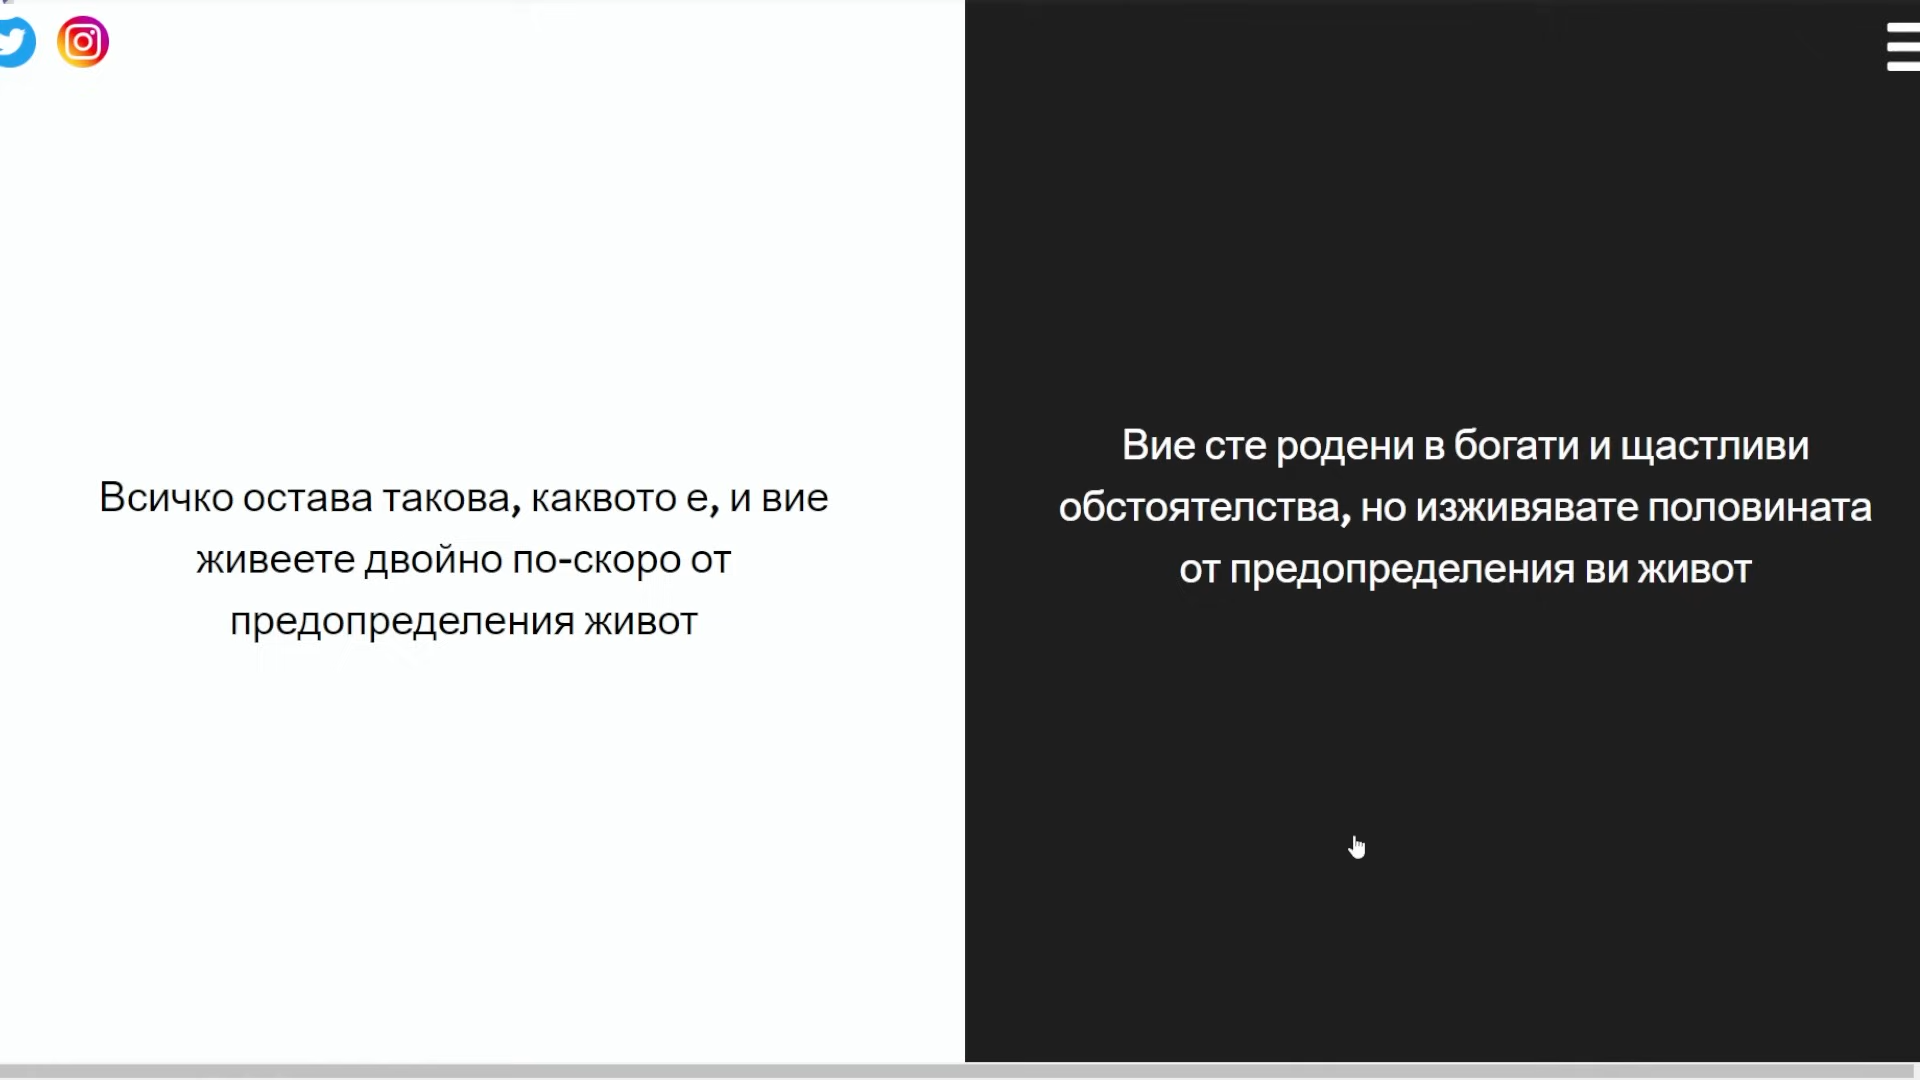 Всичко остава такова, каквото е, и вие
живеете двойно по-скоро от
предопределения живот
Вие сте родени в богати и щастливи
обстоятелства, но изживявате половината
от предопределения ви живот